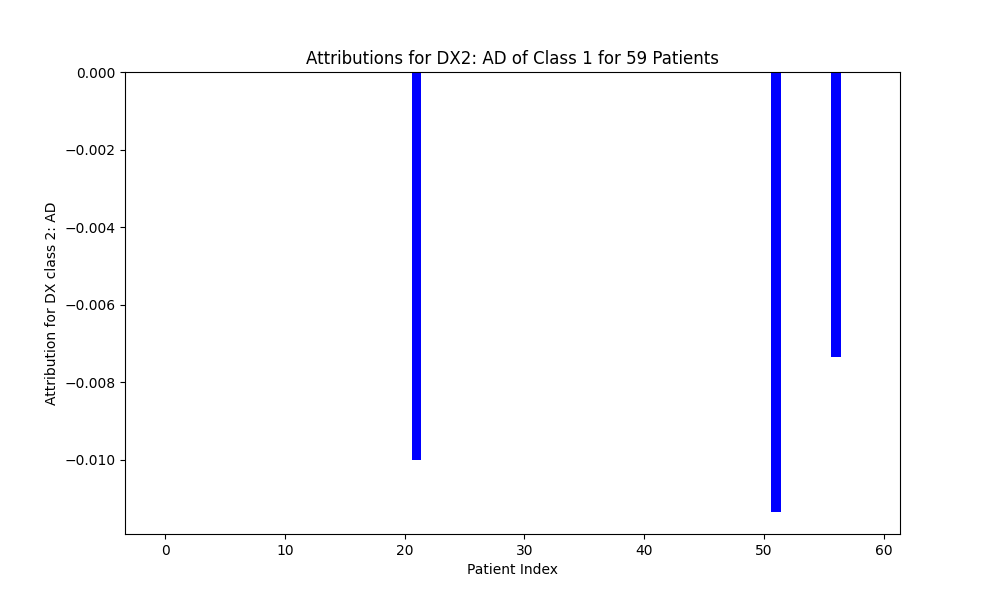 Attributions for DX2: AD of Class 1 for 59 Patients
Attribution for DX class 2: AD
0.000
−0.002
−0.004
−0.006
−0.008
−0.010
0 10 20 30 40 50 60
Patient Index